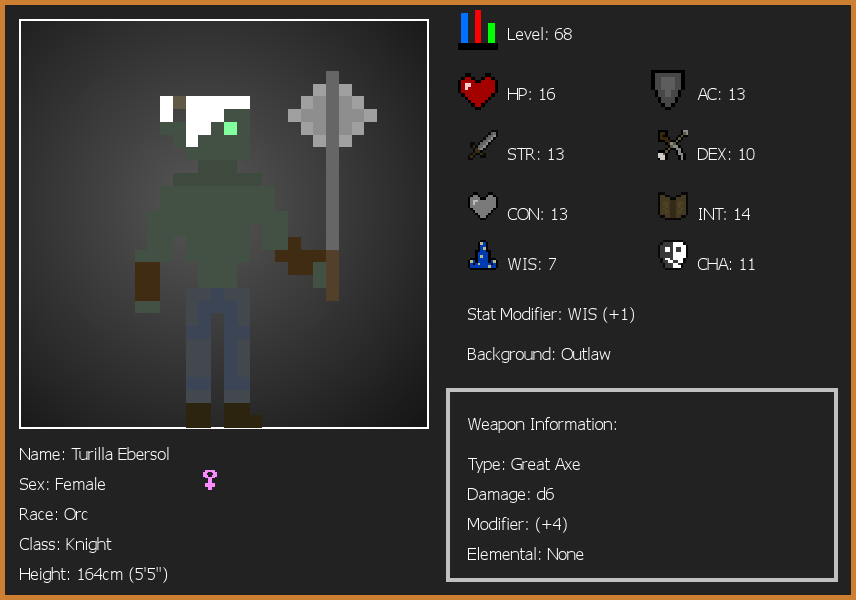 Level: 68
HP: 16
AC: 13
STR: 13
DEX: 10
CON: 13
INT: 14
WIS: 7
CHA: 11
Stat Modifier: WIS (+1)
Background: Outlaw
Weapon Information:
Type: Great Axe
Damage: d6
Modifier: (+4)
Elemental: None
Name: Turilla Ebersol
Sex: Female
Race: Orc
Class: Knight
Height: 164cm (5'5")